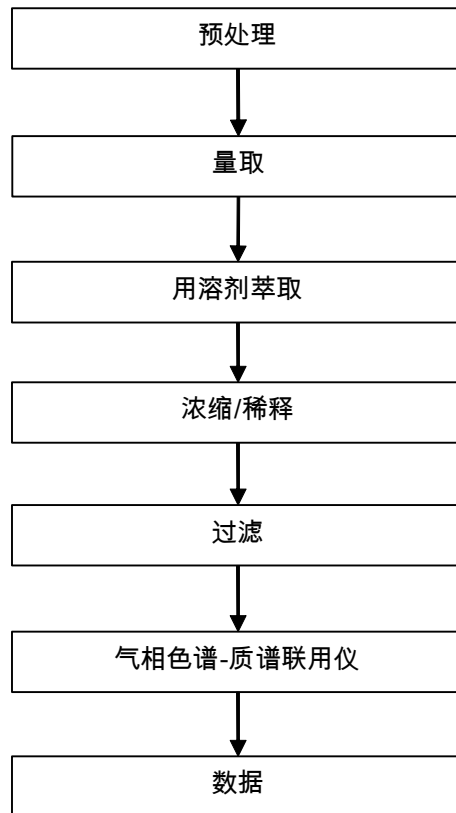 预处理
量取
用溶剂萃取
浓缩/稀释
过滤
气相色谱-质谱联用仪
数据